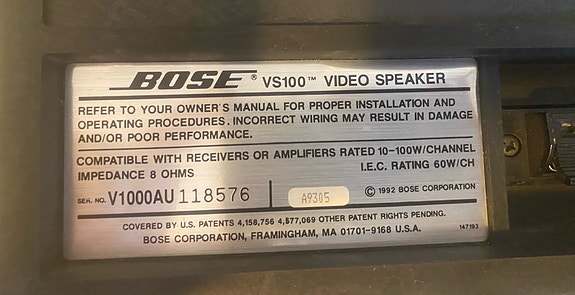 BOSE® VS100™ VIDEO SPEAKER
REFER TO YOUR OWNER'S MANUAL FOR PROPER INSTALLATION AND
OPERATING PROCEDURES. INCORRECT WIRING MAY RESULT IN DAMAGE
AND/OR POOR PERFORMANCE.
COMPATIBLE WITH RECEIVERS OR AMPLIFIERS RATED 10-100W/CHANNEL
IMPEDANCE 8 OHMS I.E.C. RATING 60W/CH
SER. NO. V1000AU 118576 A9305 © 1992 BOSE CORPORATION
COVERED BY U.S. PATENTS 4,158,756 4,577,069 OTHER PATENT RIGHTS PENDING.
BOSE CORPORATION, FRAMINGHAM, MA 01701-9168 U.S.A. 147193